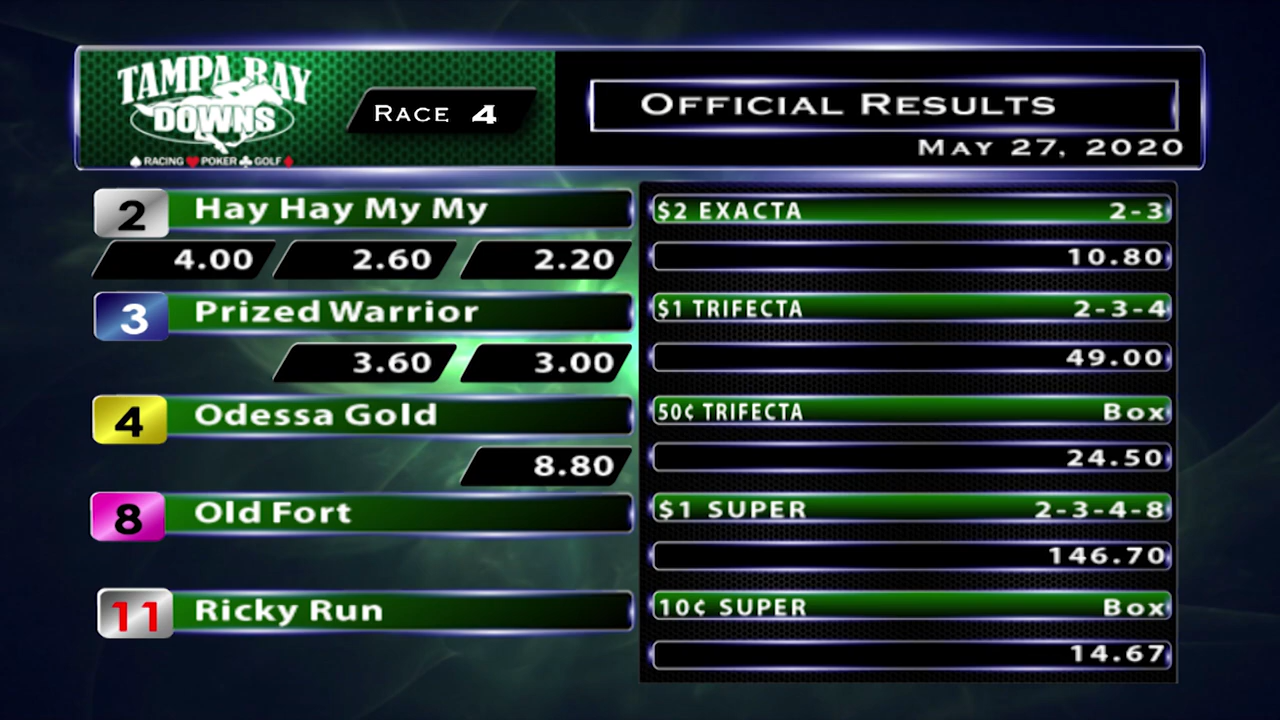 TAMPA BAY
DOWNS
RACING POKER GOLF
RACE 4
OFFICIAL RESULTS
MAY 27, 2020
2 Hay Hay My My
4.00 2.60 2.20
3 Prized Warrior
3.60 3.00
4 Odessa Gold
8.80
8 Old Fort
11 Ricky Run
$2 EXACTA 2-3
10.80
$1 TRIFECTA 2-3-4
49.00
50¢ TRIFECTA Box
24.50
$1 SUPER 2-3-4-8
146.70
10¢ SUPER Box
14.67